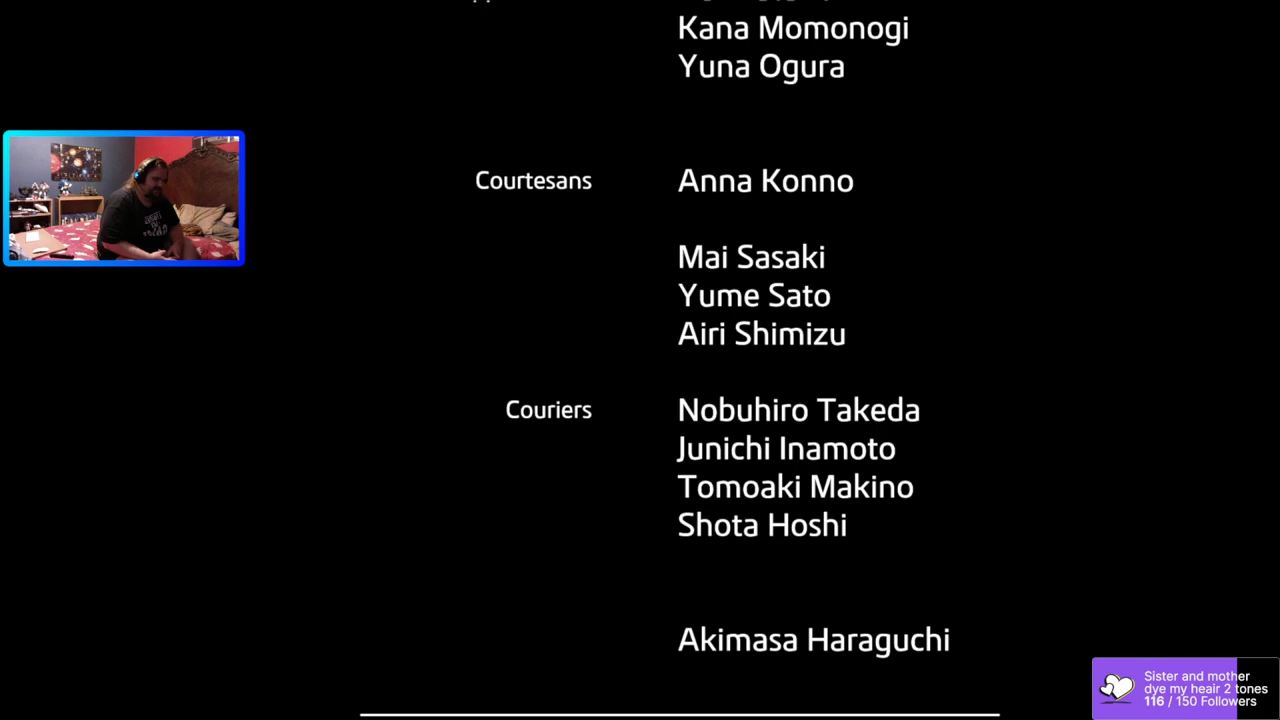 Kana Momonogi
Yuna Ogura
Courtesans
Anna Konno
Mai Sasaki
Yume Sato
Airi Shimizu
Couriers
Nobuhiro Takeda
Junichi Inamoto
Tomoaki Makino
Shota Hoshi
Akimasa Haraguchi
Sister and mother
dye my heair 2 tones
116 / 150 Followers